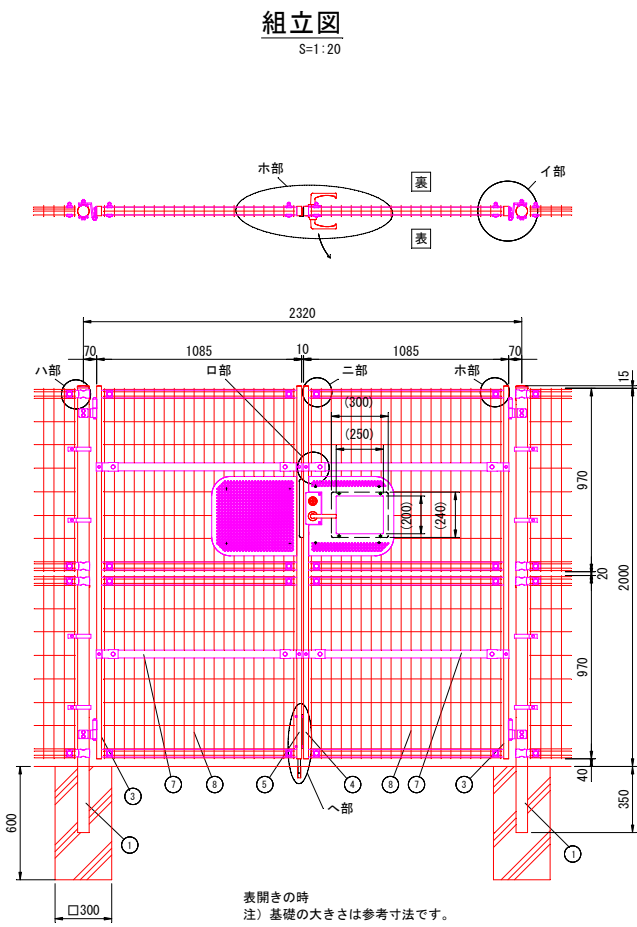 組立図
S=1:20
ホ部
裏
イ部
表
2320
70
1085
10
1085
70
15
ハ部
ロ部
ニ部
ホ部
(300)
(250)
970
(200)
(240)
20
2000
970
7
8
5
4
8
7
3
3
40
ヘ部
600
350
1
1
□300
表開きの時
注）基礎の大きさは参考寸法です。